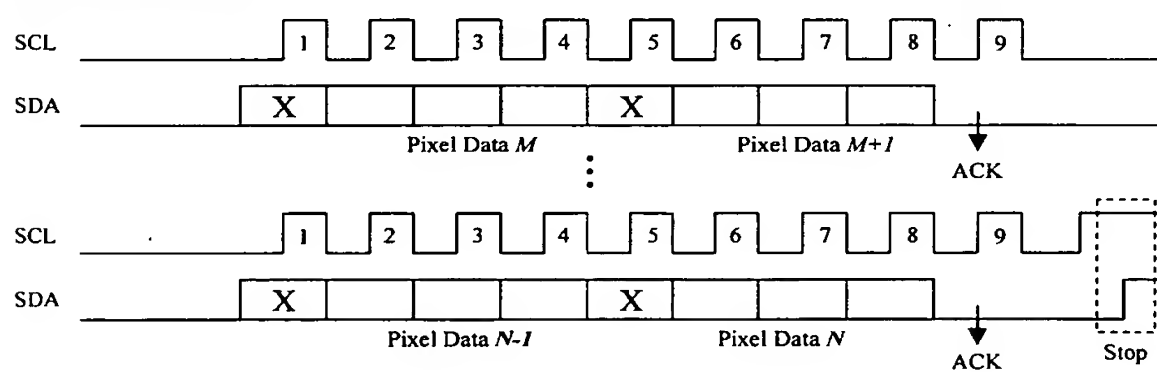 SCL 1 2 3 4 5 6 7 8 9
SDA X X
Pixel Data M Pixel Data M+1
ACK
SCL 1 2 3 4 5 6 7 8 9
SDA X X
Pixel Data N-1 Pixel Data N
ACK Stop